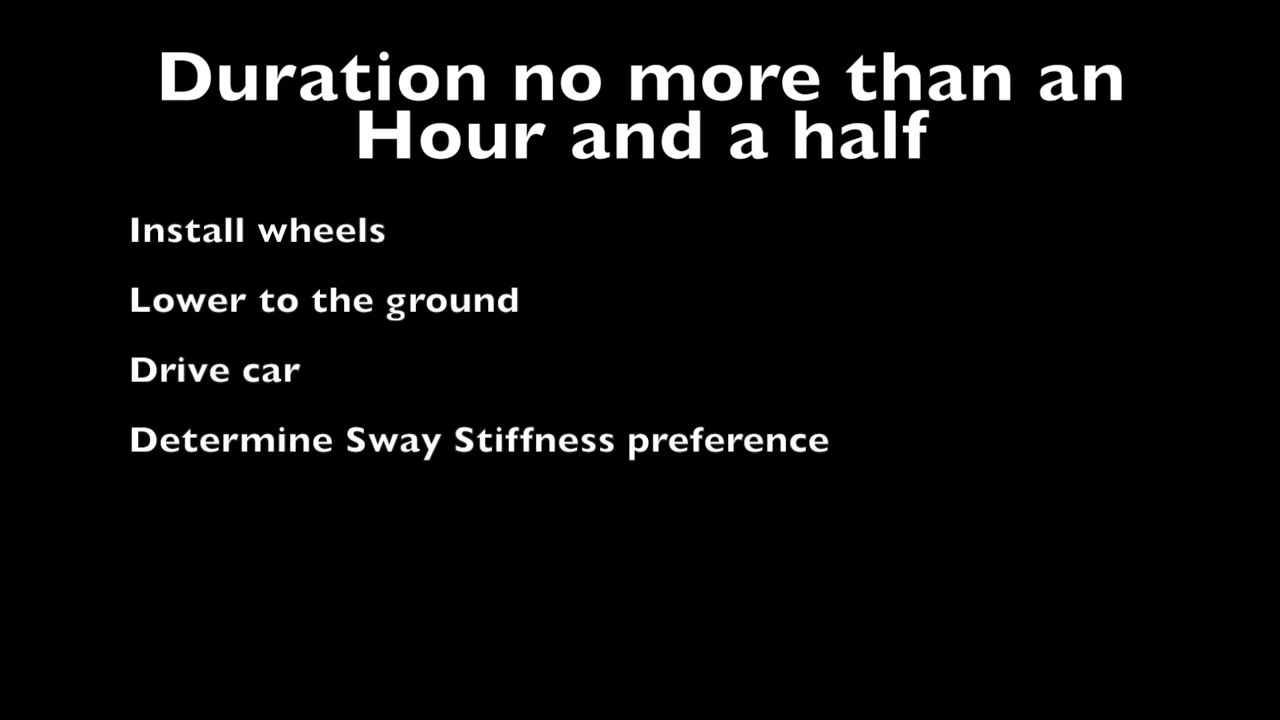 Duration no more than an
Hour and a half
Install wheels
Lower to the ground
Drive car
Determine Sway Stiffness preference